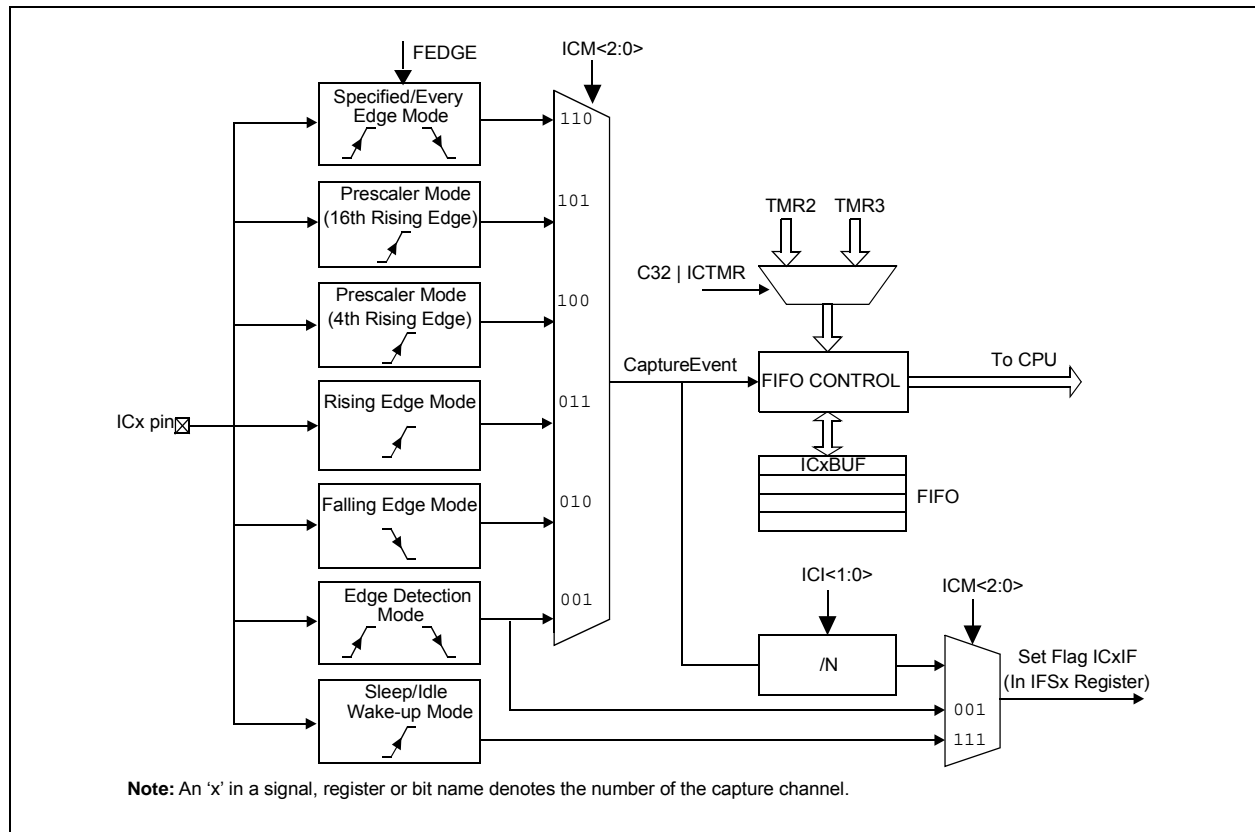 FEDGE
ICM<2:0>
Specified/Every
Edge Mode
110
Prescaler Mode
(16th Rising Edge)
101
TMR2
TMR3
C32 | ICTMR
Prescaler Mode
(4th Rising Edge)
100
CaptureEvent
FIFO CONTROL
To CPU
ICx pin
Rising Edge Mode
011
ICxBUF
FIFO
Falling Edge Mode
010
ICI<1:0>
ICM<2:0>
Edge Detection
Mode
001
/N
Set Flag ICxIF
(In IFSx Register)
Sleep/Idle
Wake-up Mode
001
111
Note: An ‘x’ in a signal, register or bit name denotes the number of the capture channel.